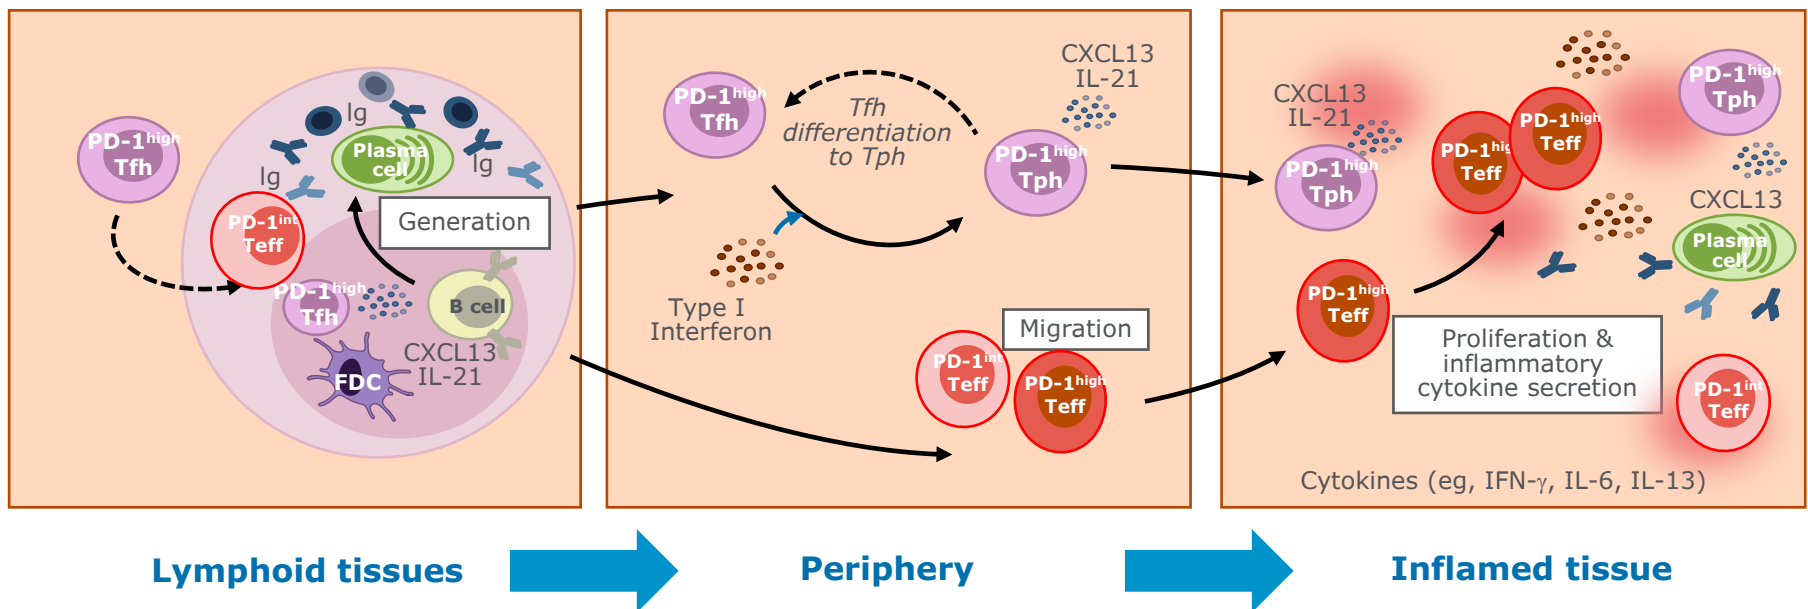 PD-1high
Tfh
Ig
Ig
Ig
Plasma
cell
PD-1int
Teff
Generation
PD-1high
Tfh
B cell
CXCL13
IL-21
FDC
PD-1high
Tfh
Tfh
differentiation
to Tph
CXCL13
IL-21
PD-1high
Tph
Type I
Interferon
Migration
PD-1int
Teff
PD-1high
Teff
CXCL13
IL-21
PD-1high
Tph
PD-1high
Teff
PD-1high
Teff
PD-1high
Tph
CXCL13
Plasma
cell
PD-1high
Teff
Proliferation &
inflammatory
cytokine secretion
PD-1int
Teff
Cytokines (eg, IFN-γ, IL-6, IL-13)
Lymphoid tissues
Periphery
Inflamed tissue